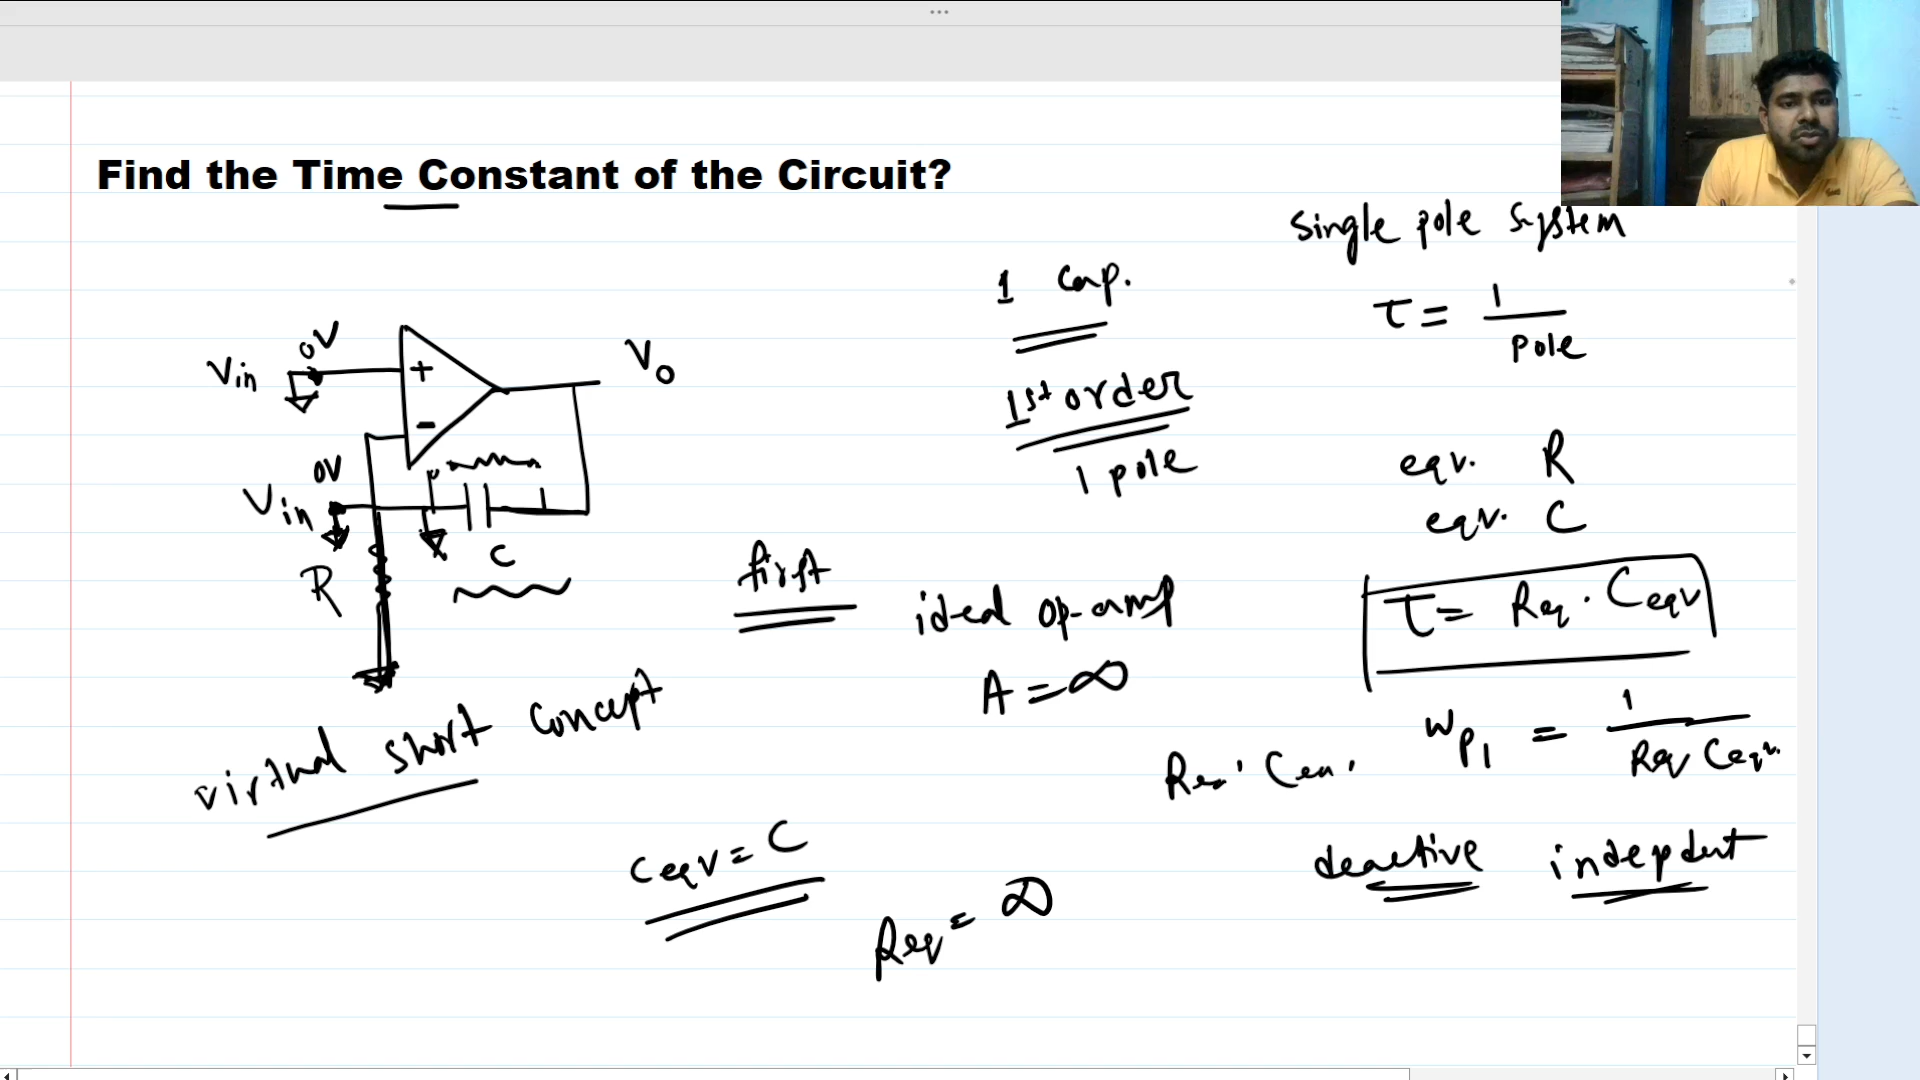 Find the Time Constant of the Circuit?
Single pole System
1 Cap.
τ = 1 / pole
0V
Vin
+
Vo
1st order
-
1 pole
eqv. R
0V
Vin
eqv. C
C
R
first
ideal op-amp
τ = Req . Ceqv
A = ∞
virtual short concept
ωp1 = 1 / Req Ceqv.
Ceqv = C
deactive
Req = ∞